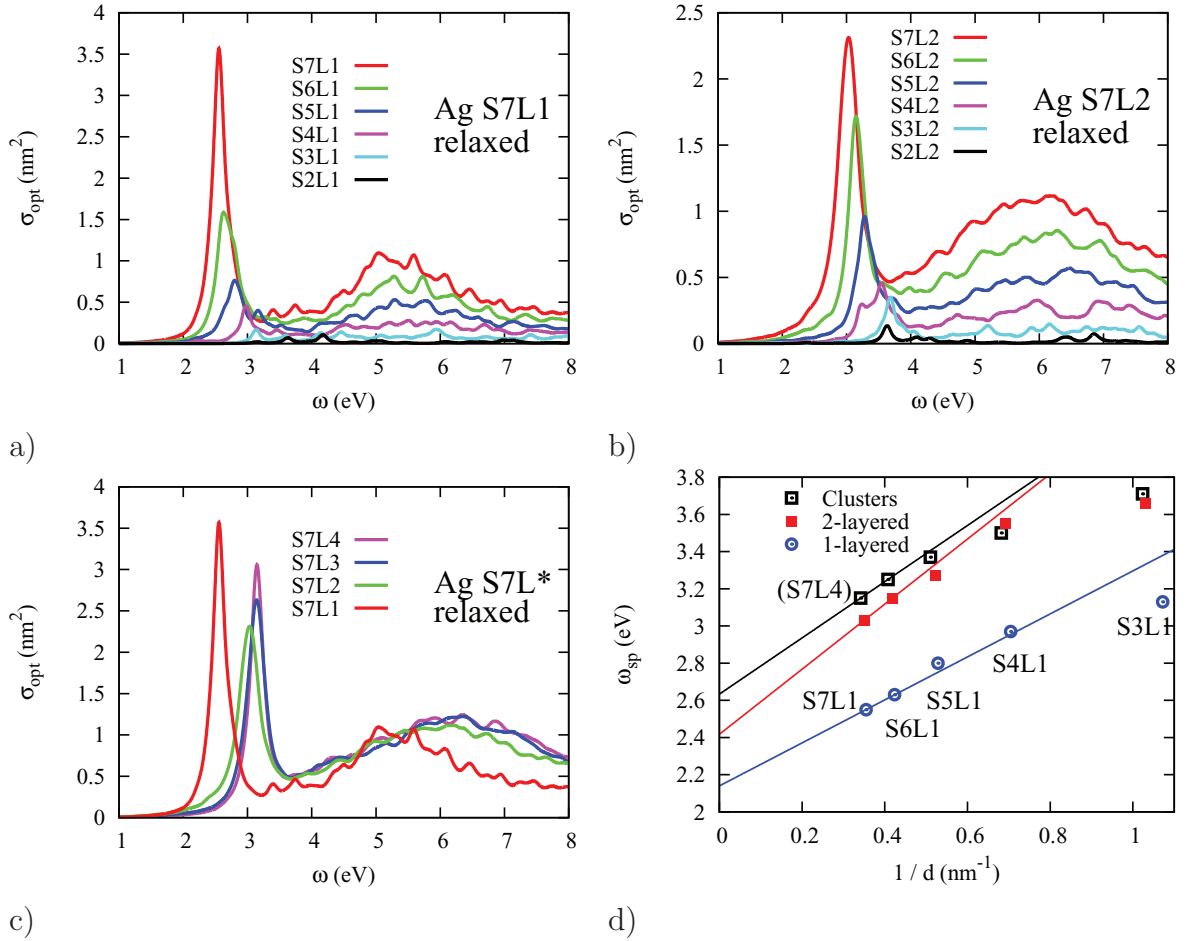 4
3.5
3
2.5
2
1.5
1
0.5
0
σopt (nm²)
S7L1
S6L1
S5L1
S4L1
S3L1
S2L1
Ag S7L1
relaxed
1 2 3 4 5 6 7 8
ω (eV)
a)
2.5
2
1.5
1
0.5
0
σopt (nm²)
S7L2
S6L2
S5L2
S4L2
S3L2
S2L2
Ag S7L2
relaxed
1 2 3 4 5 6 7 8
ω (eV)
b)
4
3.5
3
2.5
2
1.5
1
0.5
0
σopt (nm²)
S7L4
S7L3
S7L2
S7L1
Ag S7L*
relaxed
1 2 3 4 5 6 7 8
ω (eV)
c)
3.8
3.6
3.4
3.2
3
2.8
2.6
2.4
2.2
2
ωsp (eV)
Clusters
2-layered
1-layered
(S7L4)
S7L1
S6L1
S5L1
S4L1
S3L1
0 0.2 0.4 0.6 0.8 1
1 / d (nm⁻¹)
d)